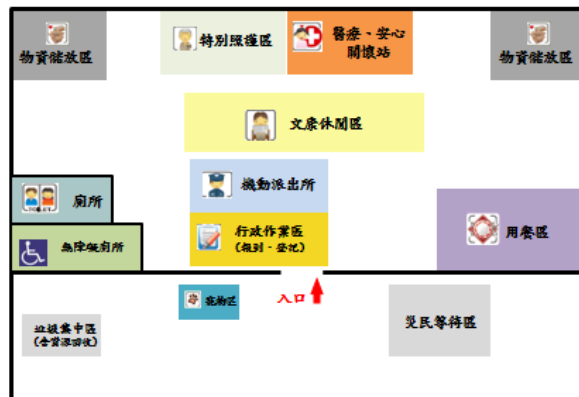 物資儲放區
特別照護區
醫療、安心
關懷站
物資儲放區
文康休閒區
機動派出所
廁所
行政作業區
(報到、登記)
用餐區
無障礙廁所
寵物區
入口
災民等待區
垃圾集中區
(含資源回收)